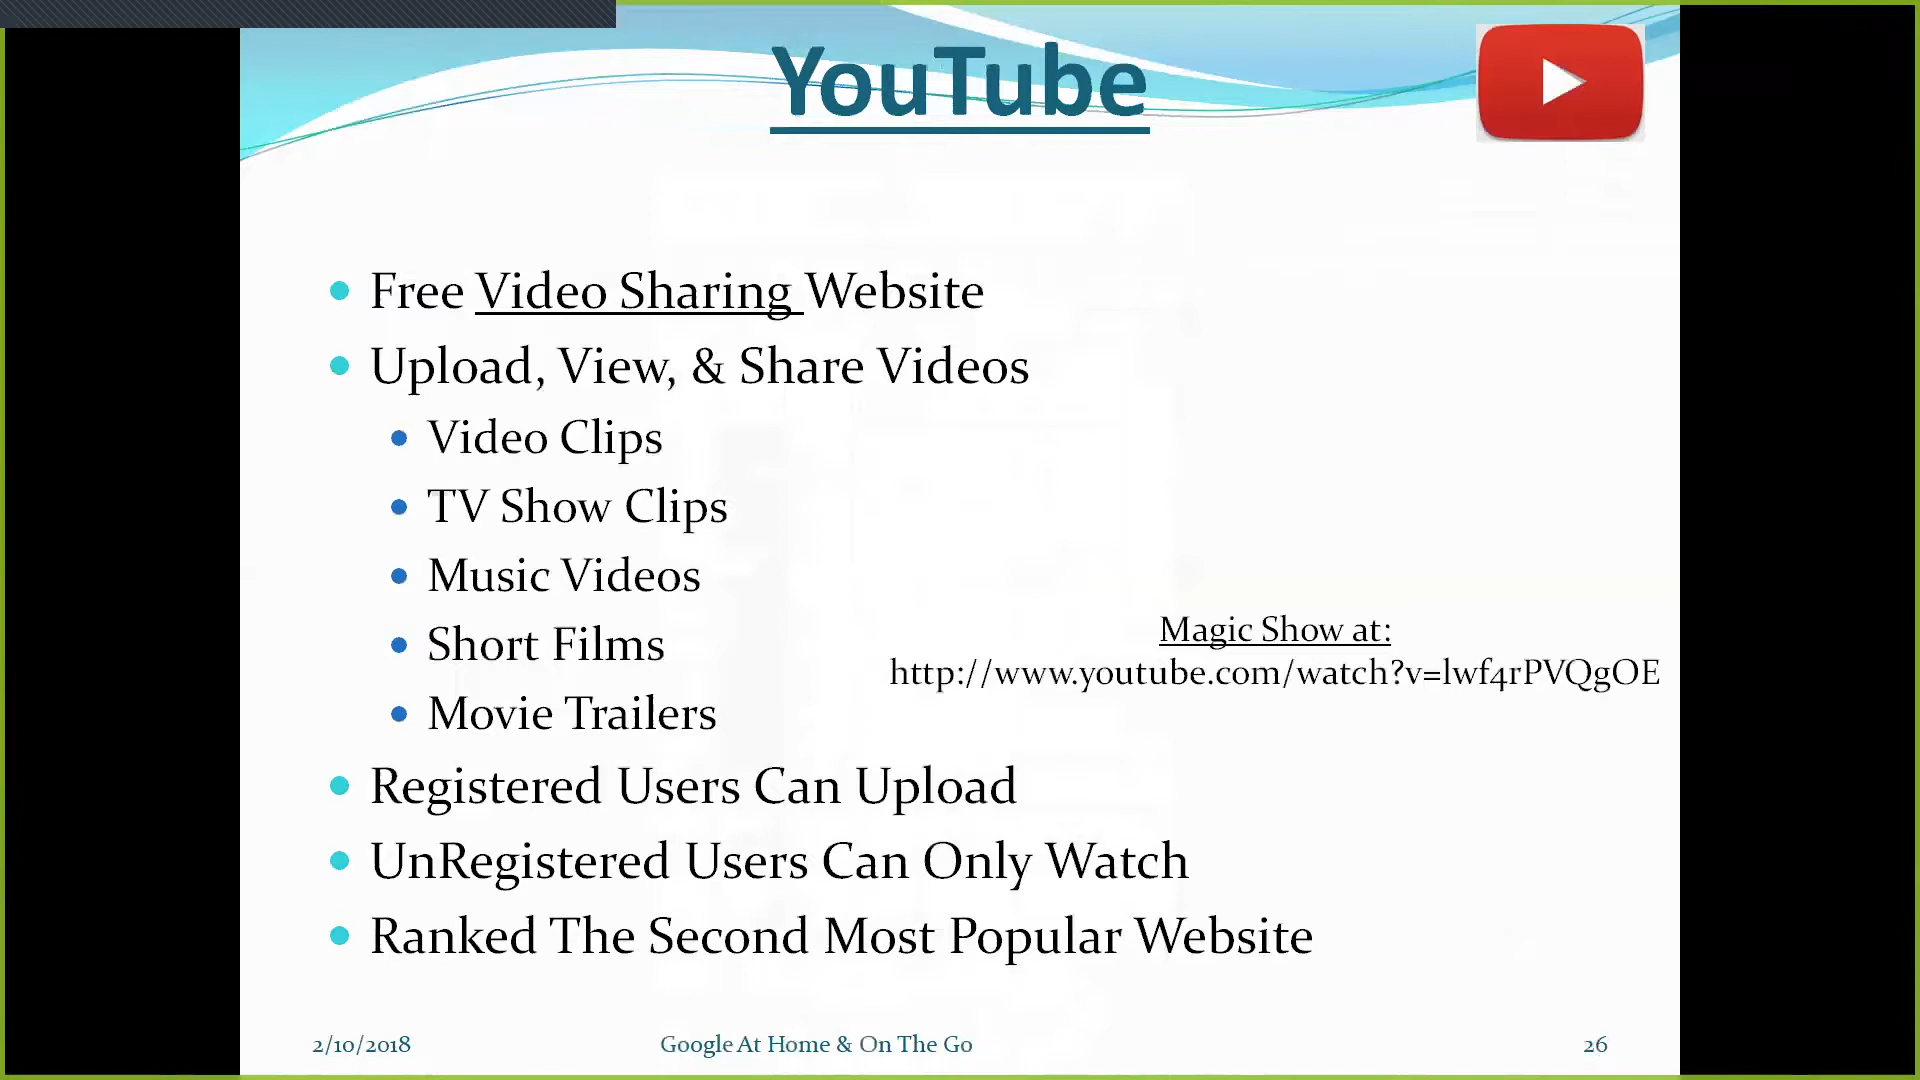 YouTube
Free Video Sharing Website
Upload, View, & Share Videos
Video Clips
TV Show Clips
Music Videos
Short Films
Movie Trailers
Magic Show at:
http://www.youtube.com/watch?v=lwf4rPVQgOE
Registered Users Can Upload
UnRegistered Users Can Only Watch
Ranked The Second Most Popular Website
2/10/2018
Google At Home & On The Go
26